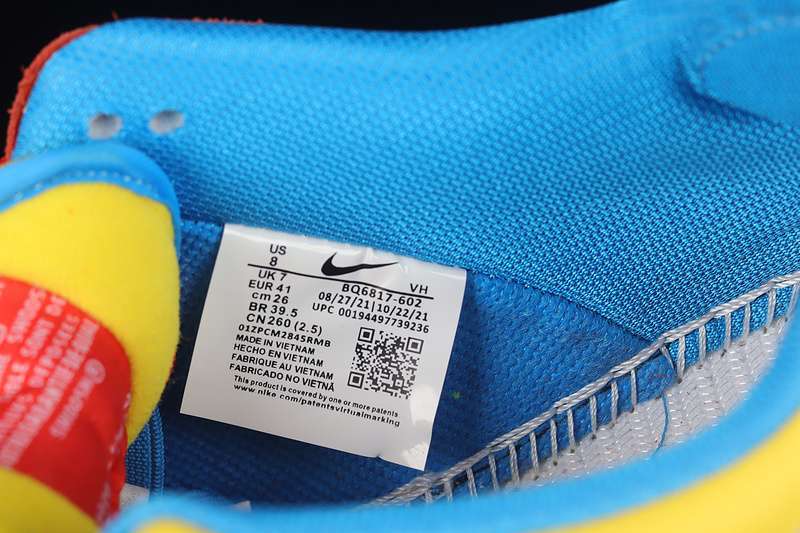 US
8
VH
UK 7
BQ6817-602
EUR 41
08/27/21|10/22/21
cm 26
UPC 00194497739236
BR 39.5
CN 260 (2.5)
01ZPCM2845RMB
MADE IN VIETNAM
HECHO EN VIETNAM
FABRIQUE AU VIETNAM
FABRICADO NO VIETNÃ
This product is covered by one or more patents
www.nike.com/patentsvirtualmarking